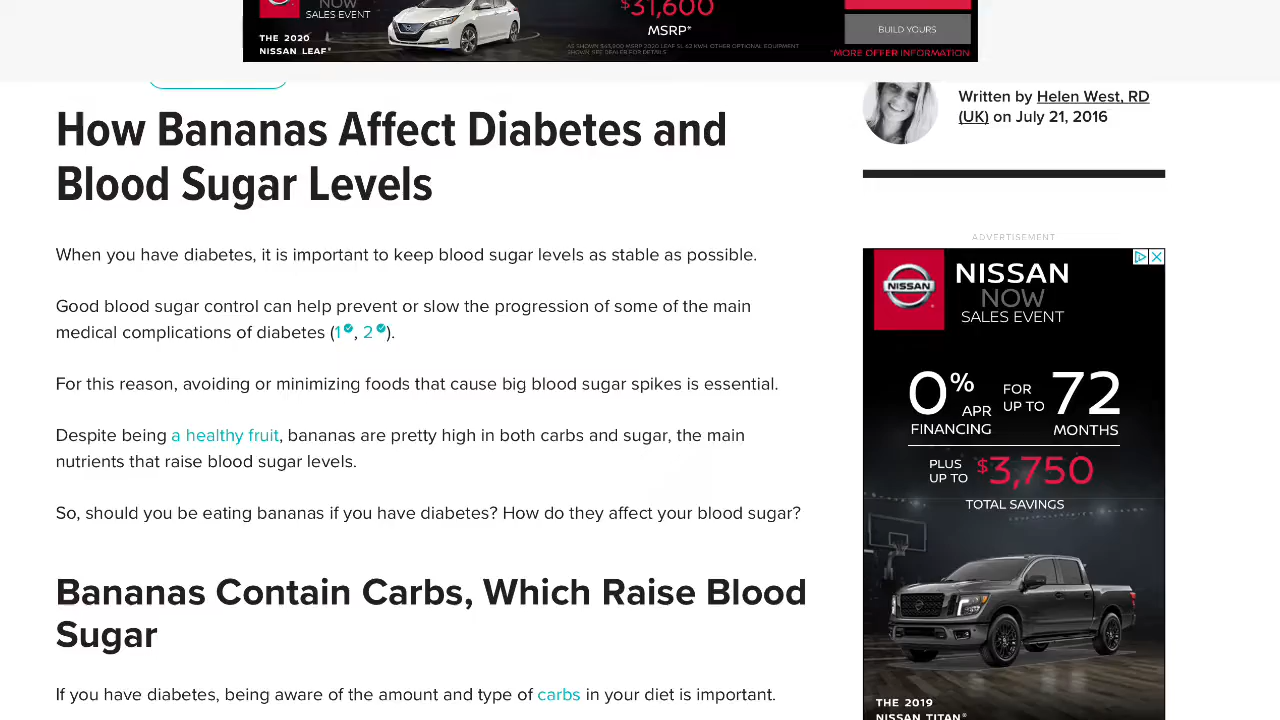 NOW
SALES EVENT
THE 2020
NISSAN LEAF®
$31,600
MSRP*
BUILD YOURS
*MORE OFFER INFORMATION
How Bananas Affect Diabetes and
Blood Sugar Levels
Written by Helen West, RD
(UK) on July 21, 2016
When you have diabetes, it is important to keep blood sugar levels as stable as possible.
Good blood sugar control can help prevent or slow the progression of some of the main
medical complications of diabetes (1, 2).
For this reason, avoiding or minimizing foods that cause big blood sugar spikes is essential.
Despite being a healthy fruit, bananas are pretty high in both carbs and sugar, the main
nutrients that raise blood sugar levels.
So, should you be eating bananas if you have diabetes? How do they affect your blood sugar?
Bananas Contain Carbs, Which Raise Blood
Sugar
If you have diabetes, being aware of the amount and type of carbs in your diet is important.
ADVERTISEMENT
NISSAN
NISSAN
NOW
SALES EVENT
0% APR FINANCING
FOR UP TO 72 MONTHS
PLUS UP TO $3,750
TOTAL SAVINGS
THE 2019
NISSAN TITAN®